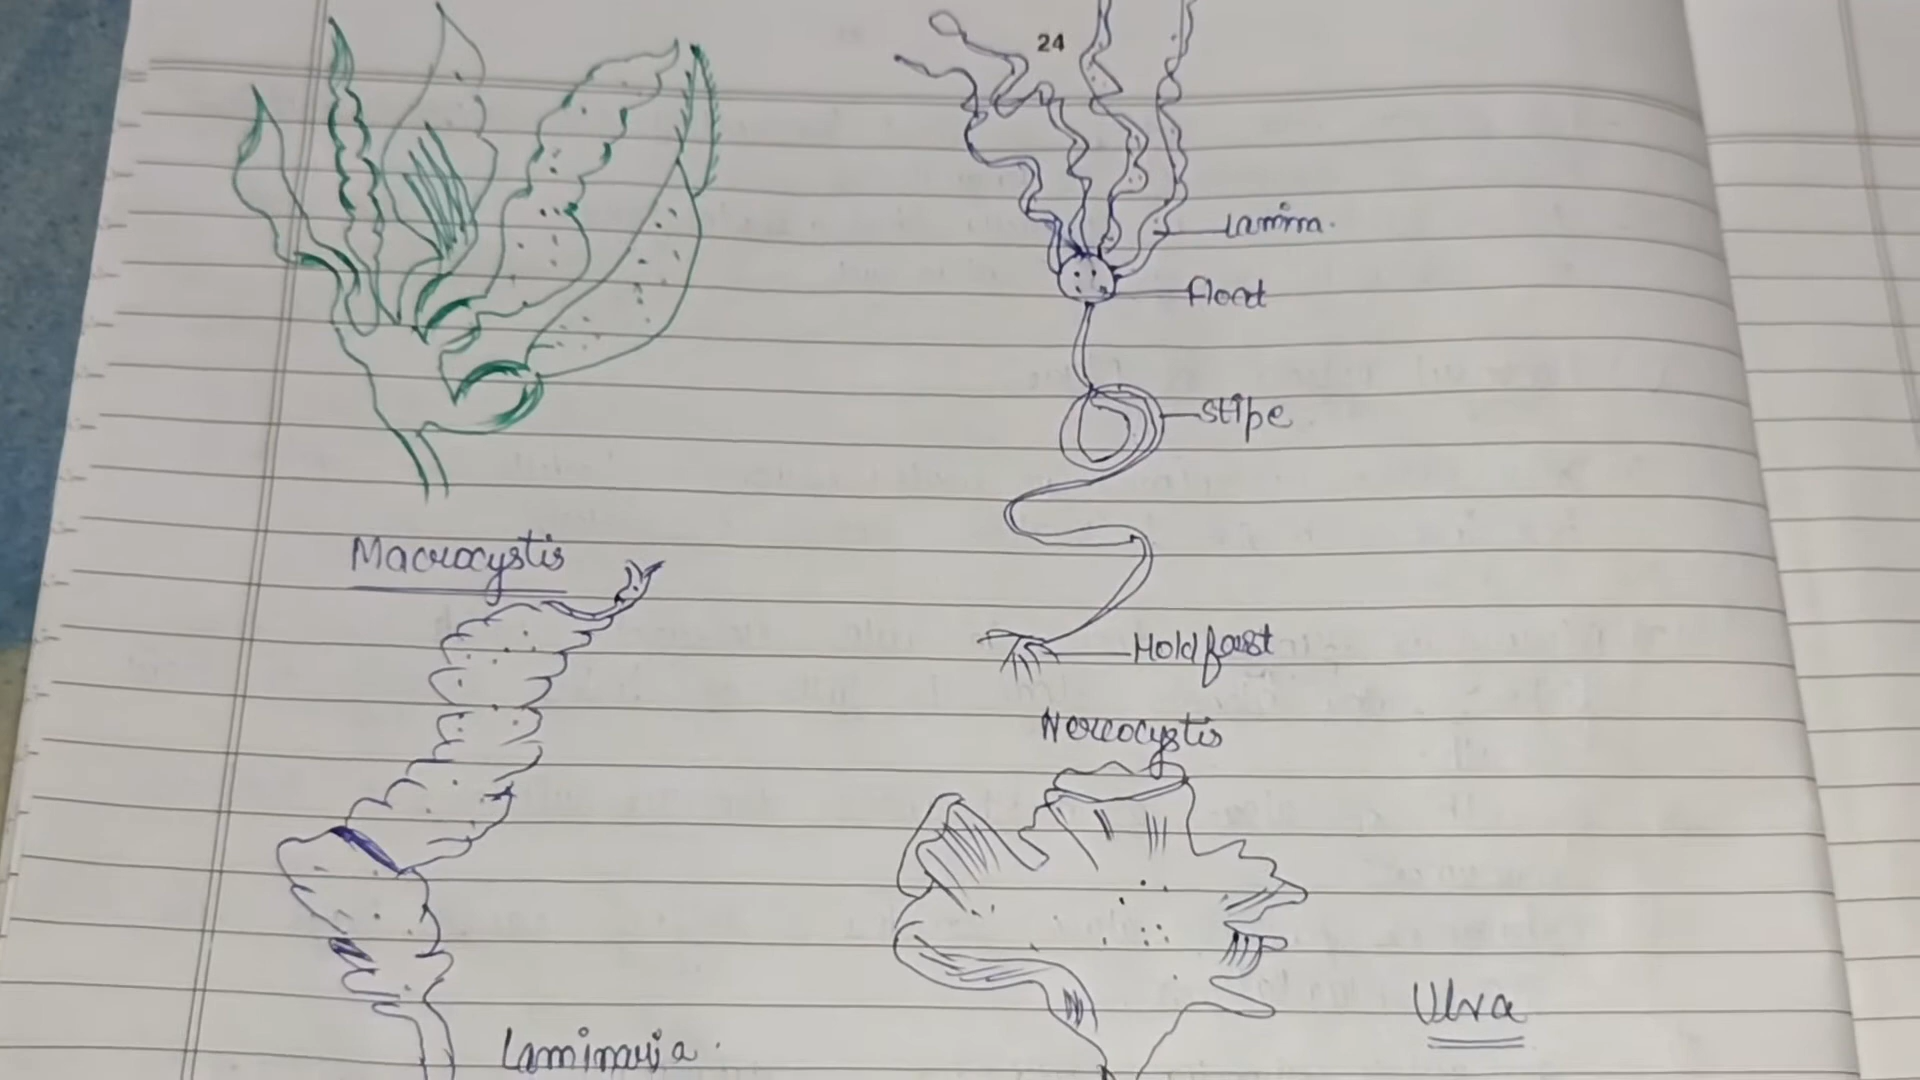 24
Lamina.
float
stipe
Macrocystis
Holdfast
Nereocystis
Ulva
Laminaria.